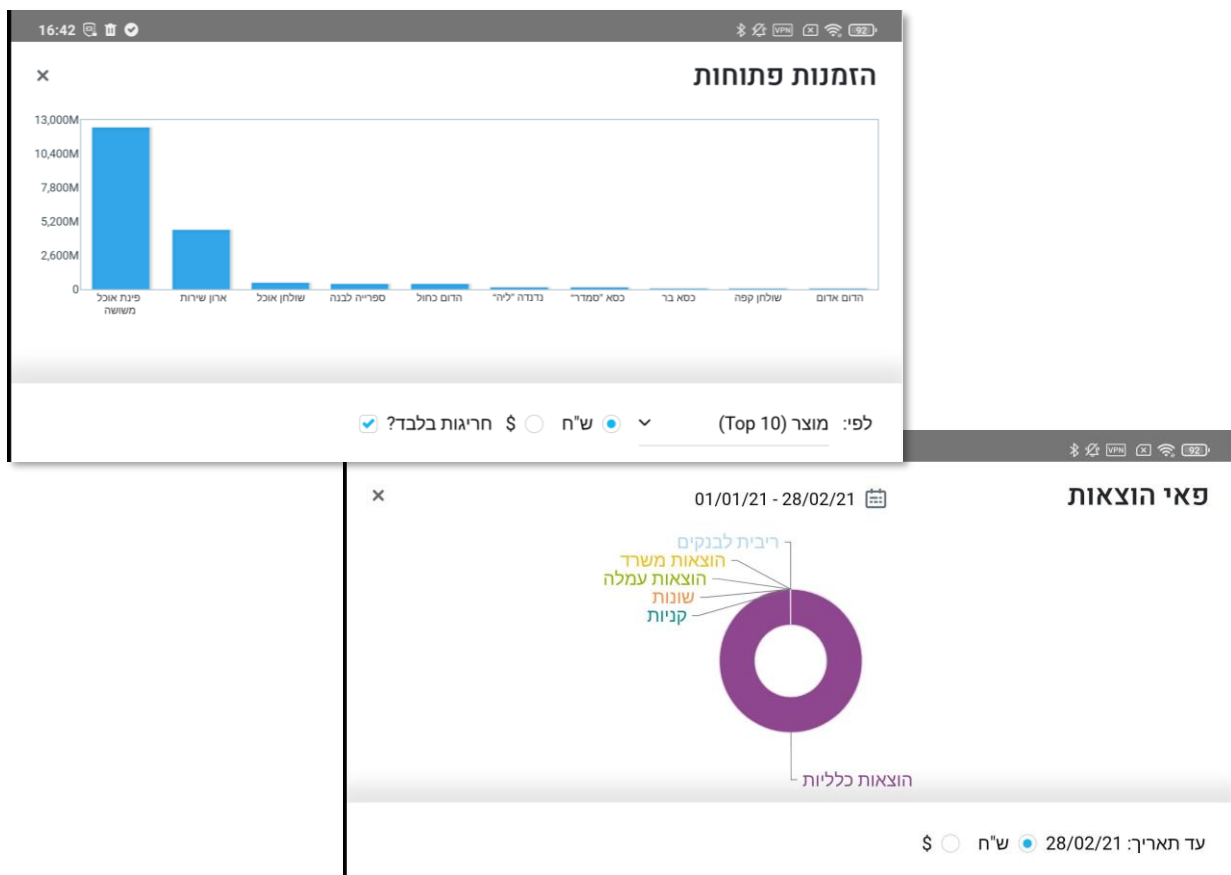 16:42
VPN
92
הזמנות פתוחות
×
13,000M
10,400M
7,800M
5,200M
2,600M
0
פינת אוכל
משושה
ארון שירות
שולחן אוכל
ספרייה לבנה
הדום כחול
נדנדה "ליה"
כסא "סמדר"
כסא בר
שולחן קפה
הדום אדום
לפי: מוצר (Top 10) ש"ח $ חריגות בלבד?
VPN
92
פאי הוצאות
01/01/21 - 28/02/21
×
ריבית לבנקים
הוצאות משרד
הוצאות עמלה
שונות
קניות
הוצאות כלליות
עד תאריך: 28/02/21 ש"ח $